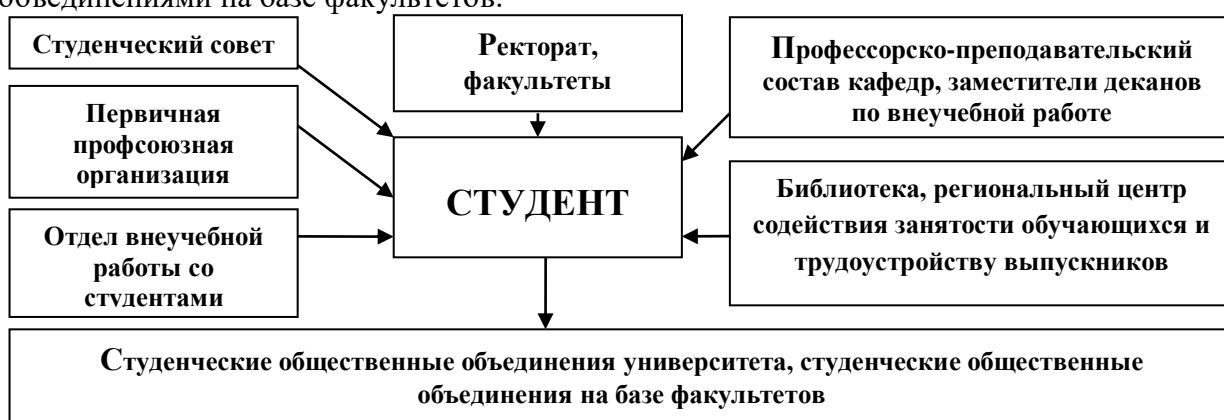 объединениями на базе факультетов.
Студенческий совет
Ректорат,
факультеты
Профессорско-преподавательский
состав кафедр, заместители деканов
по внеучебной работе
Первичная
профсоюзная
организация
СТУДЕНТ
Библиотека, региональный центр
содействия занятости обучающихся и
трудоустройству выпускников
Отдел внеучебной
работы со
студентами
Студенческие общественные объединения университета, студенческие общественные
объединения на базе факультетов